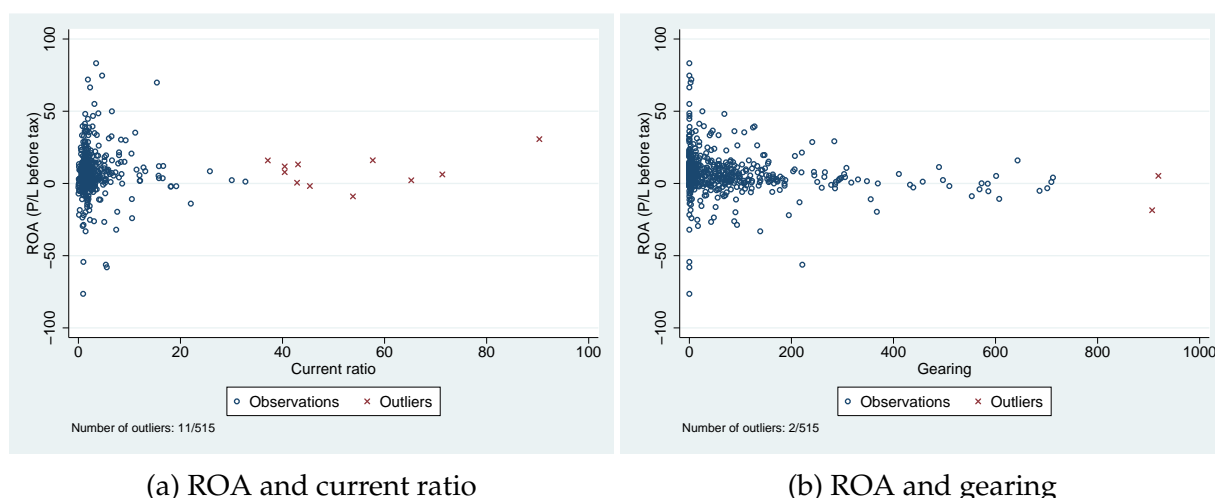 ROA (P/L before tax)
100
50
0
−50
−100
0 20 40 60 80 100
Current ratio
Observations Outliers
Number of outliers: 11/515
(a) ROA and current ratio
ROA (P/L before tax)
100
50
0
−50
−100
0 200 400 600 800 1000
Gearing
Observations Outliers
Number of outliers: 2/515
(b) ROA and gearing